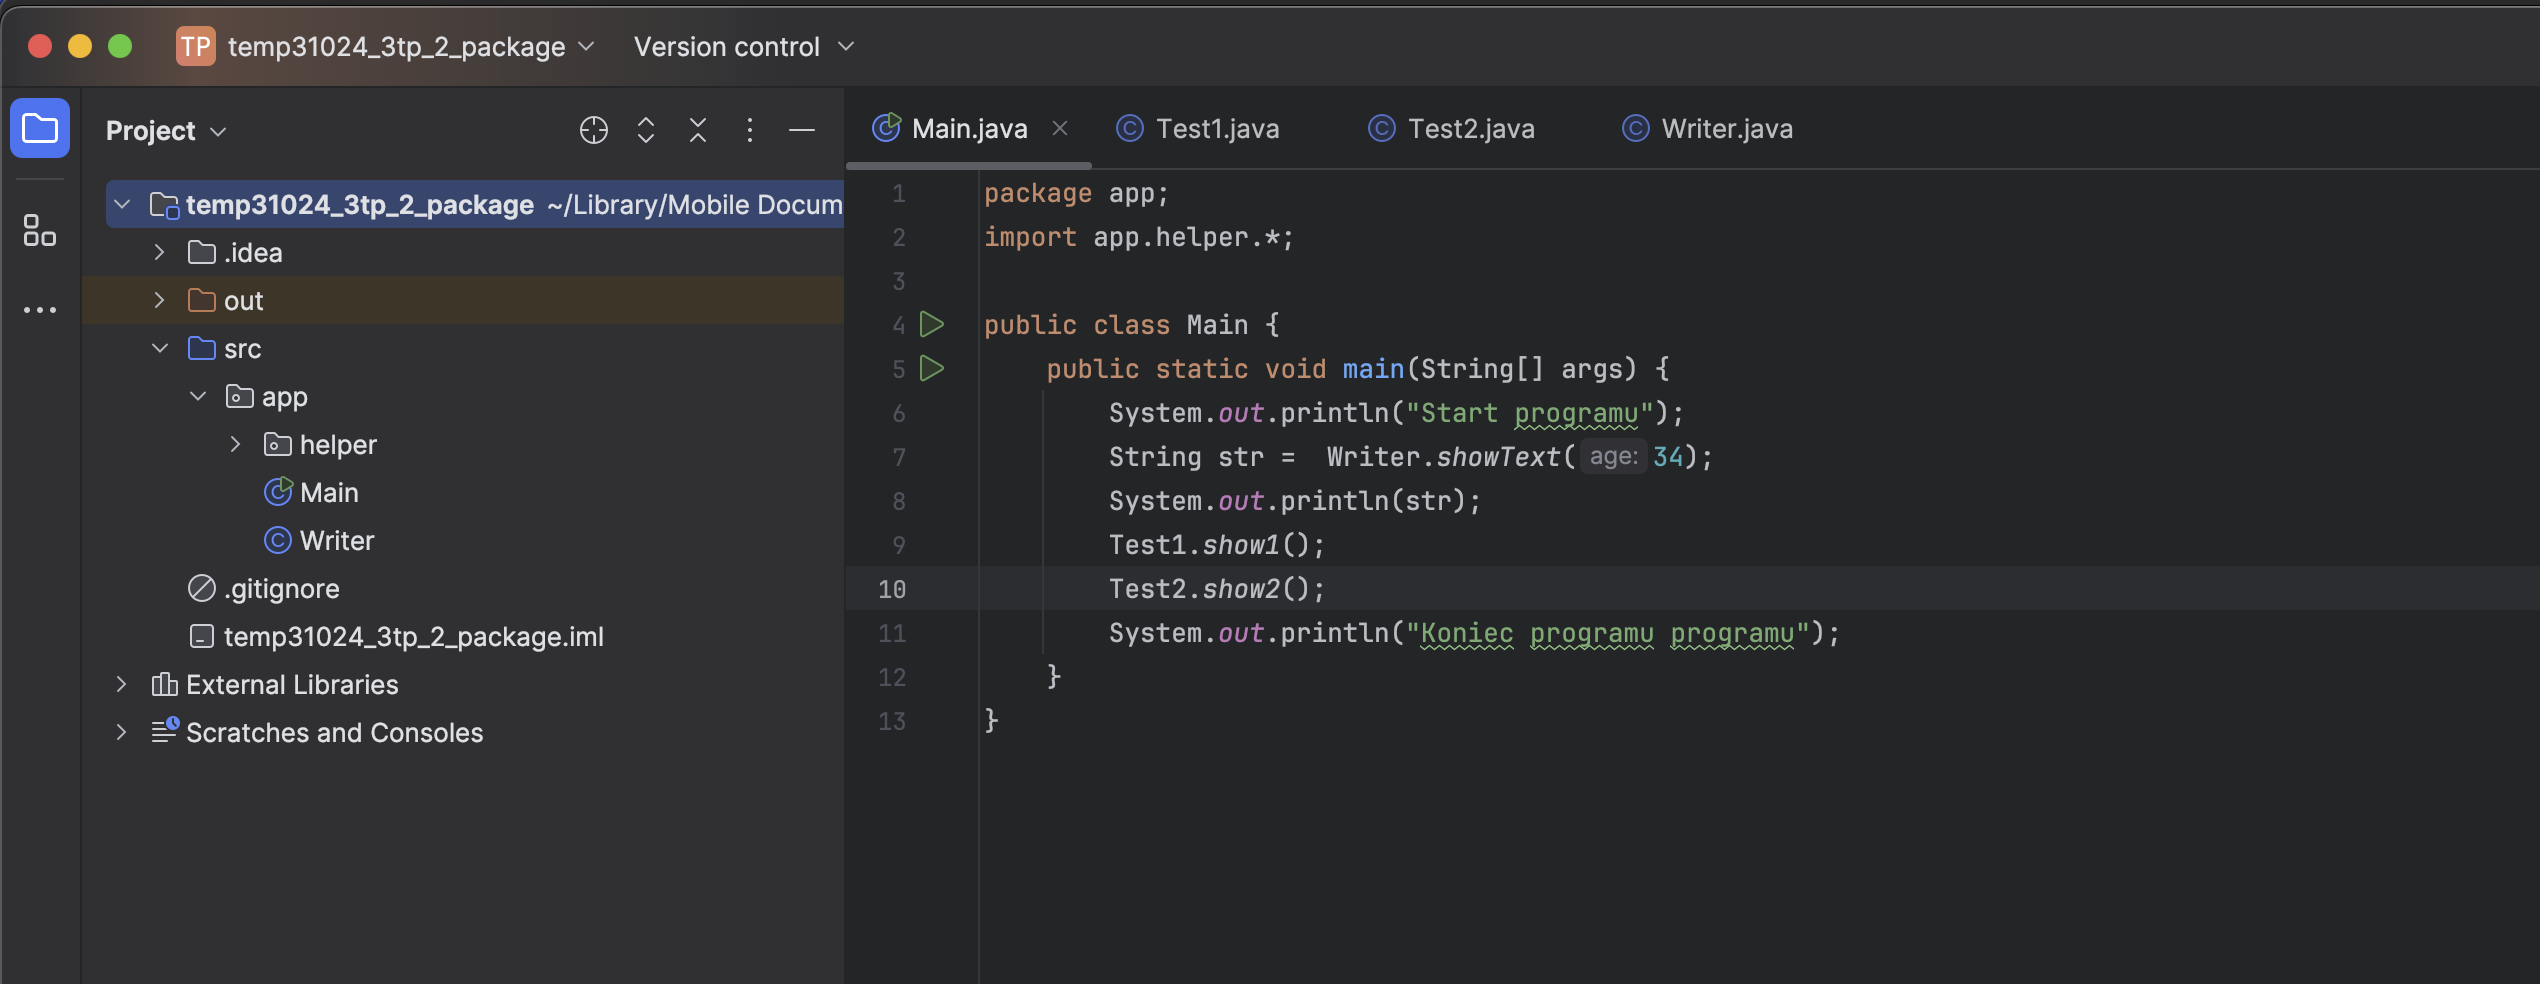 TP temp31024_3tp_2_package Version control
Project
temp31024_3tp_2_package ~/Library/Mobile Docum
.idea
out
src
app
helper
Main
Writer
.gitignore
temp31024_3tp_2_package.iml
External Libraries
Scratches and Consoles
Main.java Test1.java Test2.java Writer.java
1 package app;
2 import app.helper.*;
3
4 public class Main {
5 public static void main(String[] args) {
6 System.out.println("Start programu");
7 String str =  Writer.showText( age: 34);
8 System.out.println(str);
9 Test1.show1();
10 Test2.show2();
11 System.out.println("Koniec programu programu");
12 }
13 }